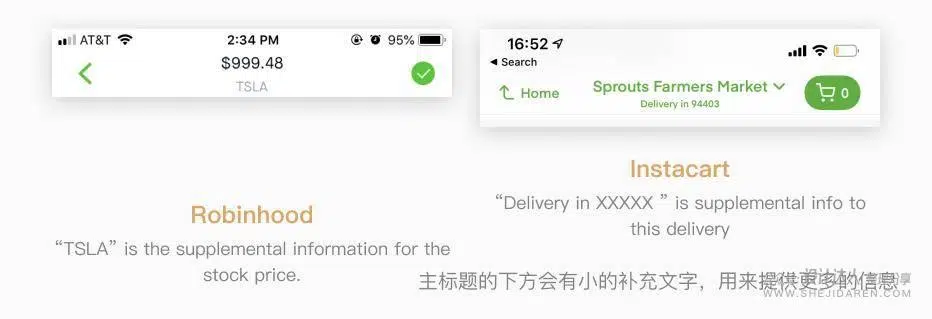 AT&T 2:34 PM 95%
$999.48
TSLA
16:52
Search
Home Sprouts Farmers Market 0
Delivery in 94403
Robinhood
“TSLA” is the supplemental information for the
stock price.
Instacart
“Delivery in XXXXX ” is supplemental info to
this delivery
主标题的下方会有小的补充文字，用来提供更多的信息
WWW.SHEJIDAREN.COM